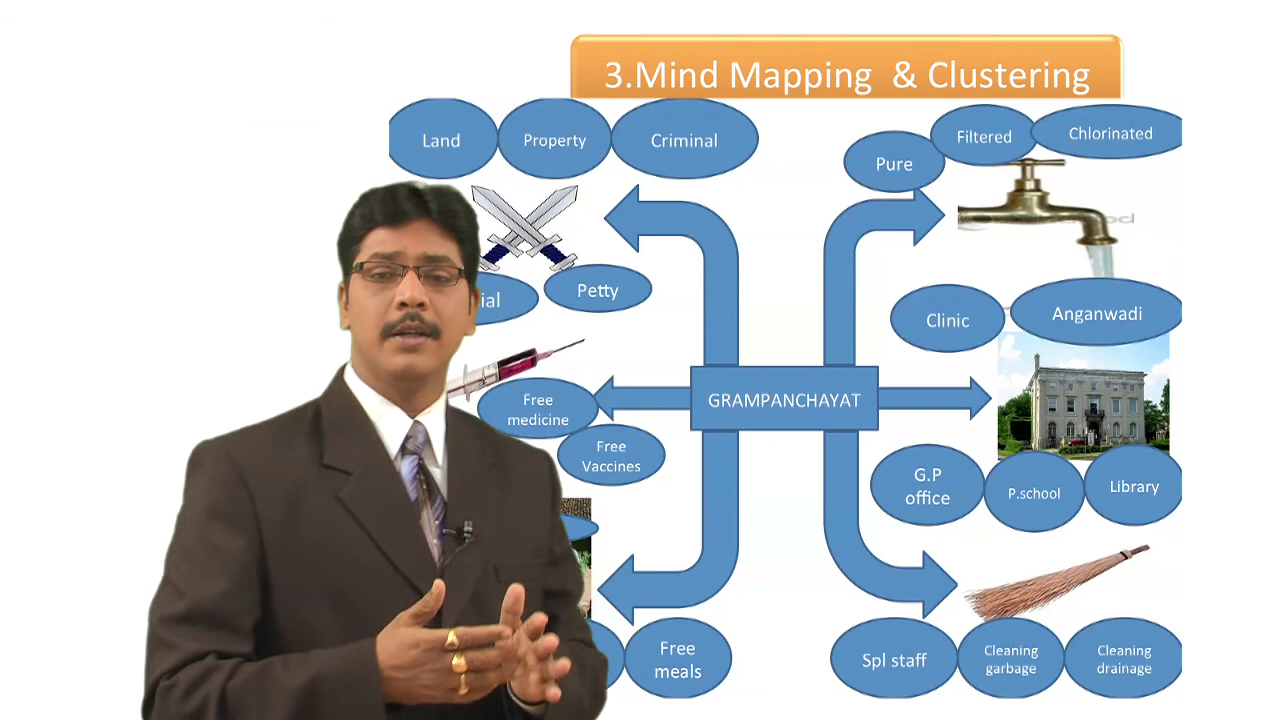 3.Mind Mapping & Clustering
Land
Property
Criminal
Pure
Filtered
Chlorinated
ial
Petty
Clinic
Anganwadi
Free
medicine
GRAMPANCHAYAT
Free
Vaccines
G.P
office
P.school
Library
Free
meals
Spl staff
Cleaning
garbage
Cleaning
drainage